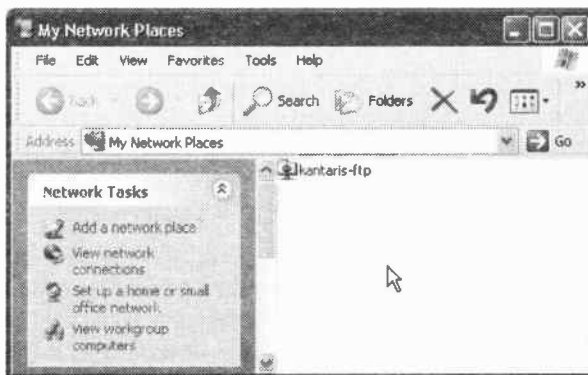 My Network Places
File Edit View Favorites Tools Help
Back Search Folders
Address My Network Places Go
kantaris-ftp
Network Tasks
Add a network place
View network
connections
Set up a home or small
office network
View workgroup
computers